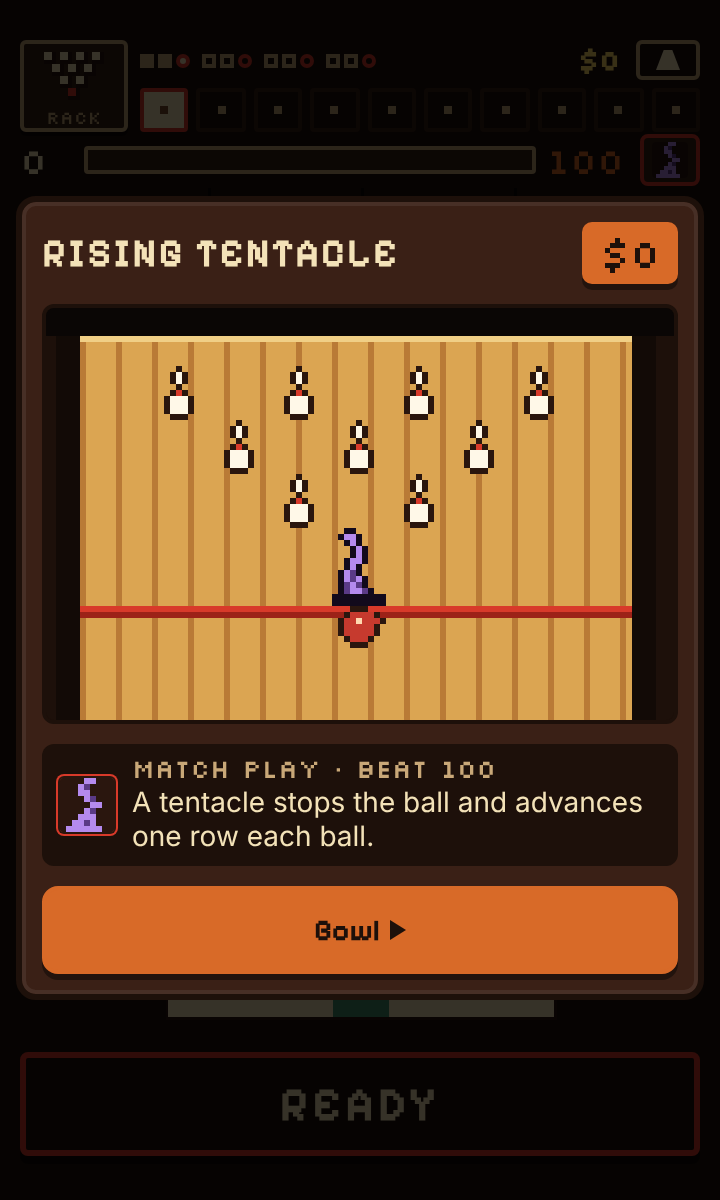 $0
RACK
0
100
RISING TENTACLE
$0
MATCH PLAY · BEAT 100
A tentacle stops the ball and advances
one row each ball.
Bowl ▶
READY